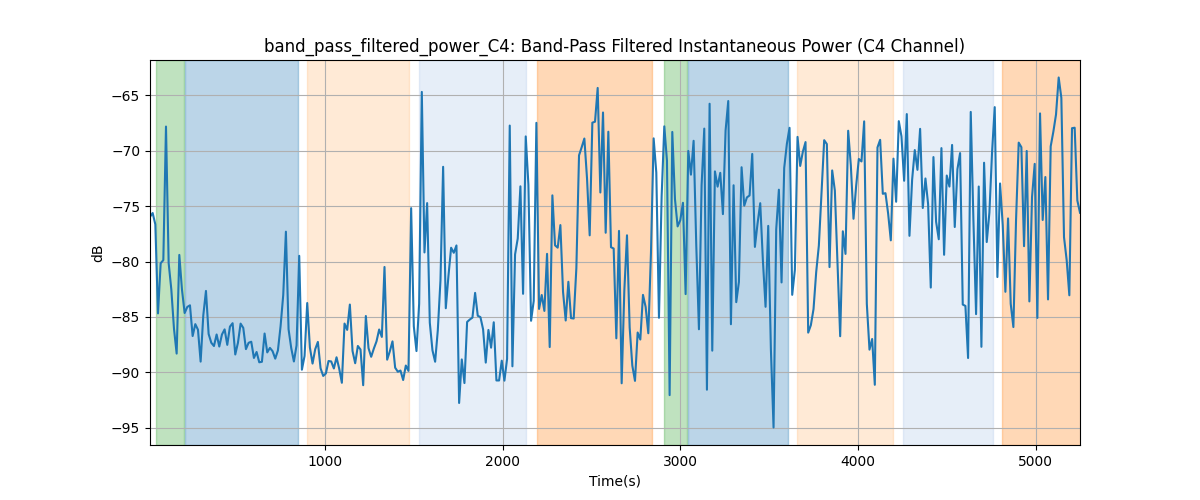 band_pass_filtered_power_C4: Band-Pass Filtered Instantaneous Power (C4 Channel)
dB
−65
−70
−75
−80
−85
−90
−95
1000 2000 3000 4000 5000
Time(s)